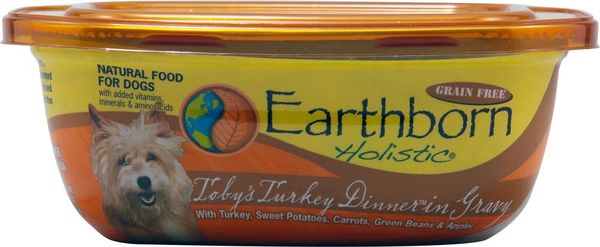 NATURAL FOOD
FOR DOGS
with added vitamins,
minerals & amino acids
GRAIN FREE
Earthborn
Holistic®
Toby's Turkey Dinner™ in Gravy
With Turkey, Sweet Potatoes, Carrots, Green Beans & Apples